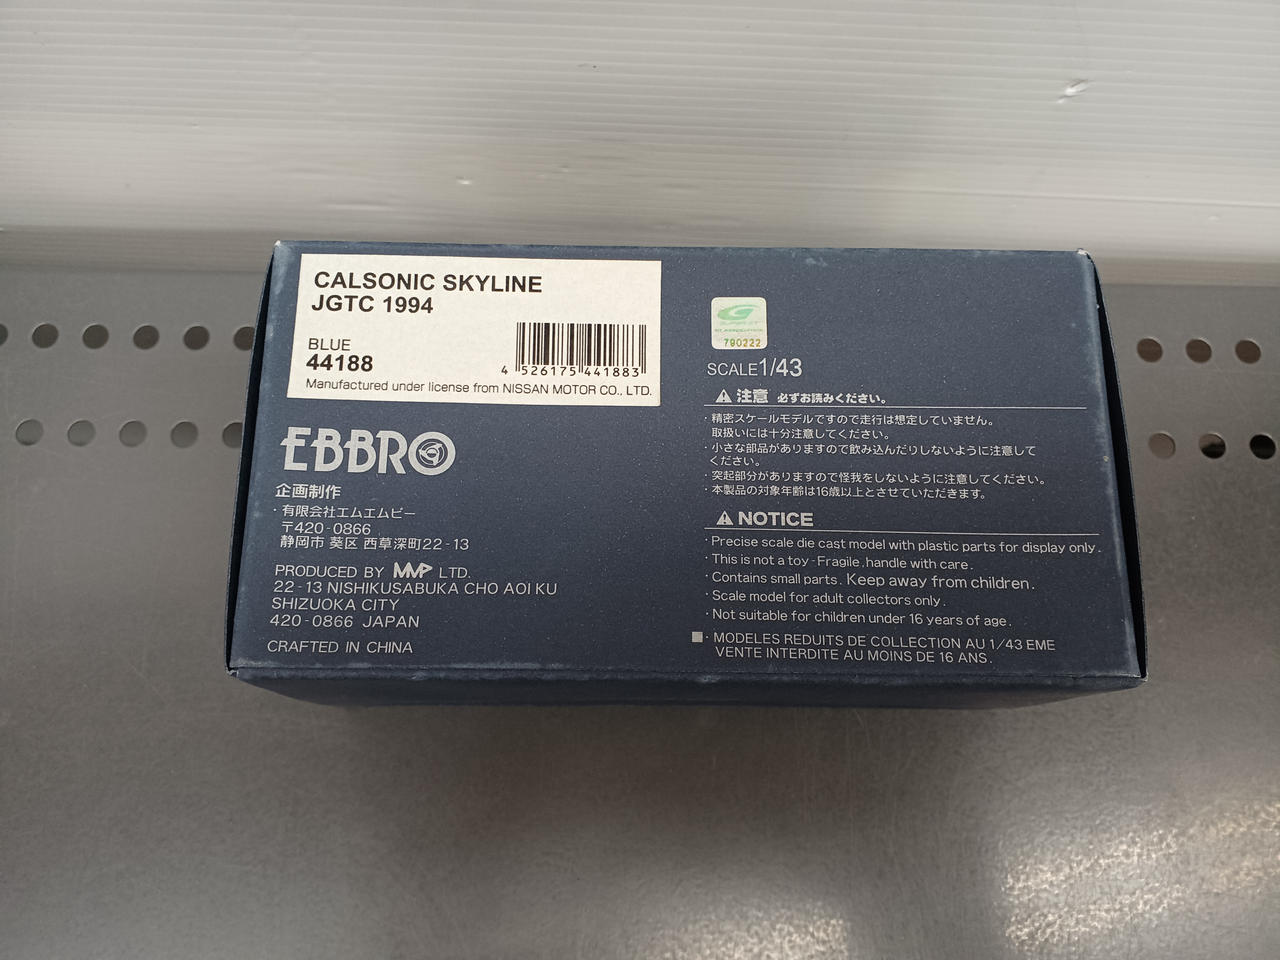 CALSONIC SKYLINE
JGTC 1994
BLUE
44188
4 526175 441883
Manufactured under license from NISSAN MOTOR CO., LTD.
EBBRO
企画制作
・有限会社エムエムピー
〒420-0866
静岡市 葵区 西草深町22-13
PRODUCED BY MMP LTD.
22-13 NISHIKUSABUKA CHO AOI KU
SHIZUOKA CITY
420-0866 JAPAN
CRAFTED IN CHINA
790222
SCALE1/43
注意 必ずお読みください。
・精密スケールモデルですので走行は想定していません。
取扱いには十分注意してください。
・小さな部品がありますので飲み込んだりしないように注意して
ください。
・突起部分がありますので怪我をしないように注意してください。
・本製品の対象年齢は16歳以上とさせていただきます。
NOTICE
・Precise scale die cast model with plastic parts for display only.
・This is not a toy-Fragile,handle with care.
・Contains small parts. Keep away from children.
・Scale model for adult collectors only.
・Not suitable for children under 16 years of age.
・MODELES REDUITS DE COLLECTION AU 1/43 EME
VENTE INTERDITE AU MOINS DE 16 ANS.